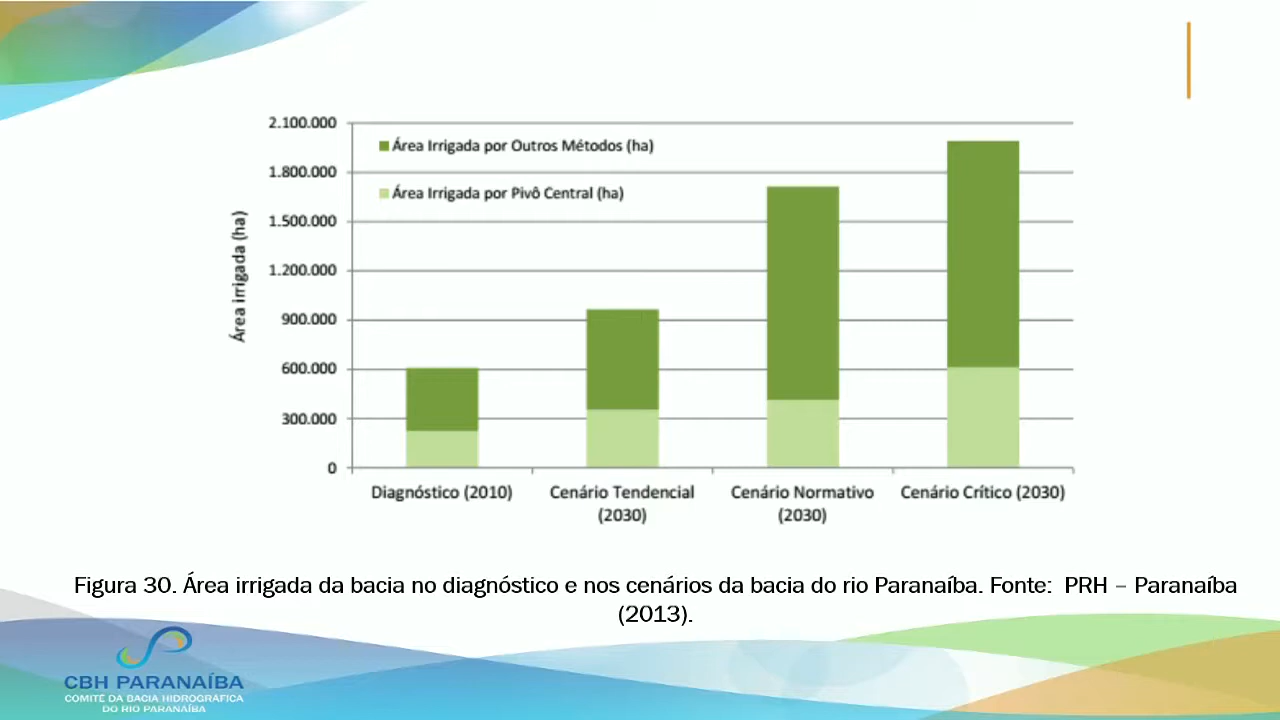 2.100.000
1.800.000
1.500.000
1.200.000
900.000
600.000
300.000
0
Área irrigada (ha)
Área Irrigada por Outros Métodos (ha)
Área Irrigada por Pivô Central (ha)
Diagnóstico (2010)
Cenário Tendencial
(2030)
Cenário Normativo
(2030)
Cenário Crítico (2030)
Figura 30. Área irrigada da bacia no diagnóstico e nos cenários da bacia do rio Paranaíba. Fonte: PRH – Paranaíba
(2013).
CBH PARANAÍBA
COMITÊ DA BACIA HIDROGRÁFICA
DO RIO PARANAÍBA